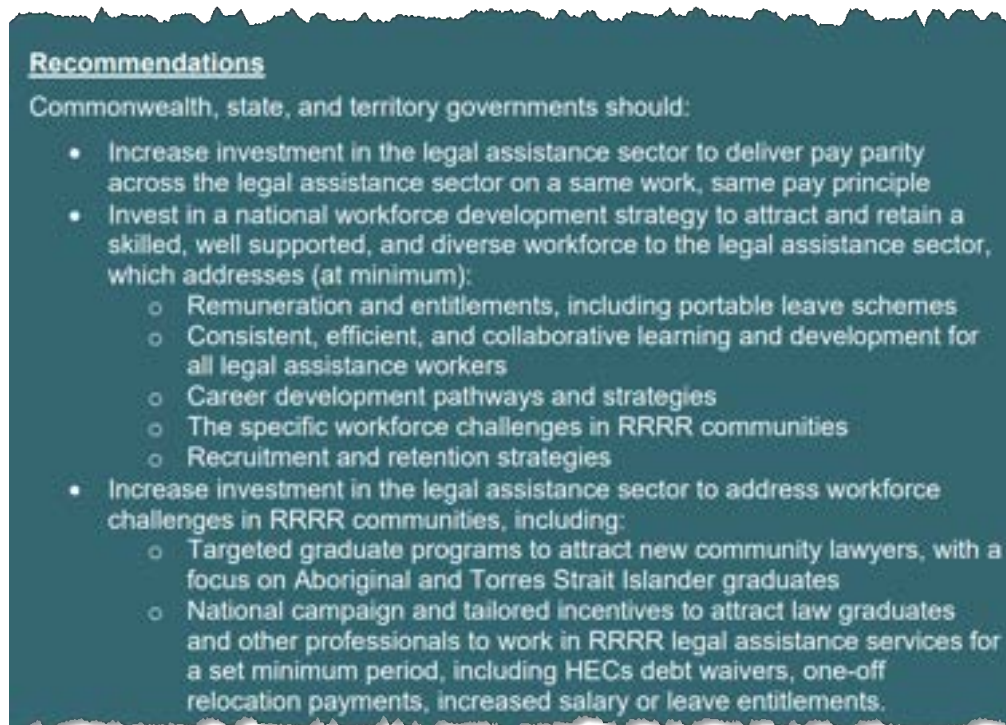 Recommendations
Commonwealth, state, and territory governments should:
• Increase investment in the legal assistance sector to deliver pay parity
across the legal assistance sector on a same work, same pay principle
• Invest in a national workforce development strategy to attract and retain a
skilled, well supported, and diverse workforce to the legal assistance sector,
which addresses (at minimum):
o Remuneration and entitlements, including portable leave schemes
o Consistent, efficient, and collaborative learning and development for
all legal assistance workers
o Career development pathways and strategies
o The specific workforce challenges in RRRR communities
o Recruitment and retention strategies
• Increase investment in the legal assistance sector to address workforce
challenges in RRRR communities, including:
o Targeted graduate programs to attract new community lawyers, with a
focus on Aboriginal and Torres Strait Islander graduates
o National campaign and tailored incentives to attract law graduates
and other professionals to work in RRRR legal assistance services for
a set minimum period, including HECs debt waivers, one-off
relocation payments, increased salary or leave entitlements.